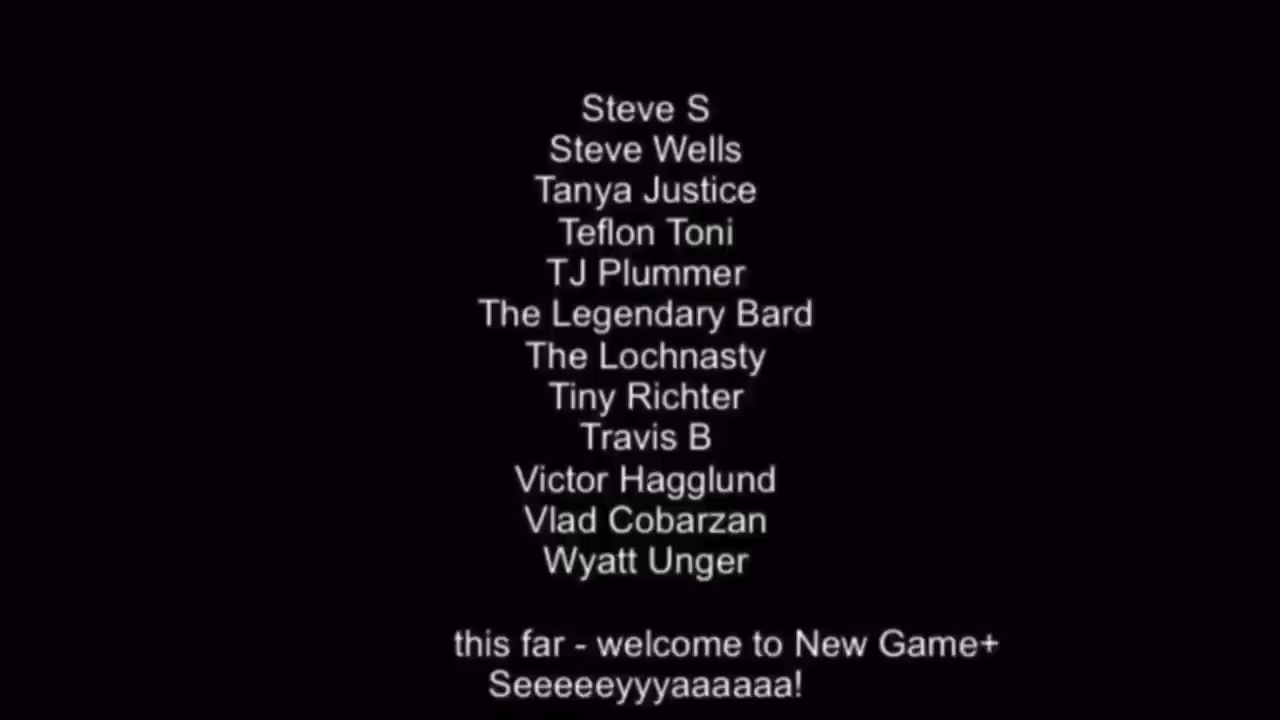 Steve S
Steve Wells
Tanya Justice
Teflon Toni
TJ Plummer
The Legendary Bard
The Lochnasty
Tiny Richter
Travis B
Victor Hagglund
Vlad Cobarzan
Wyatt Unger
this far - welcome to New Game+
Seeeeeyyyaaaaaa!